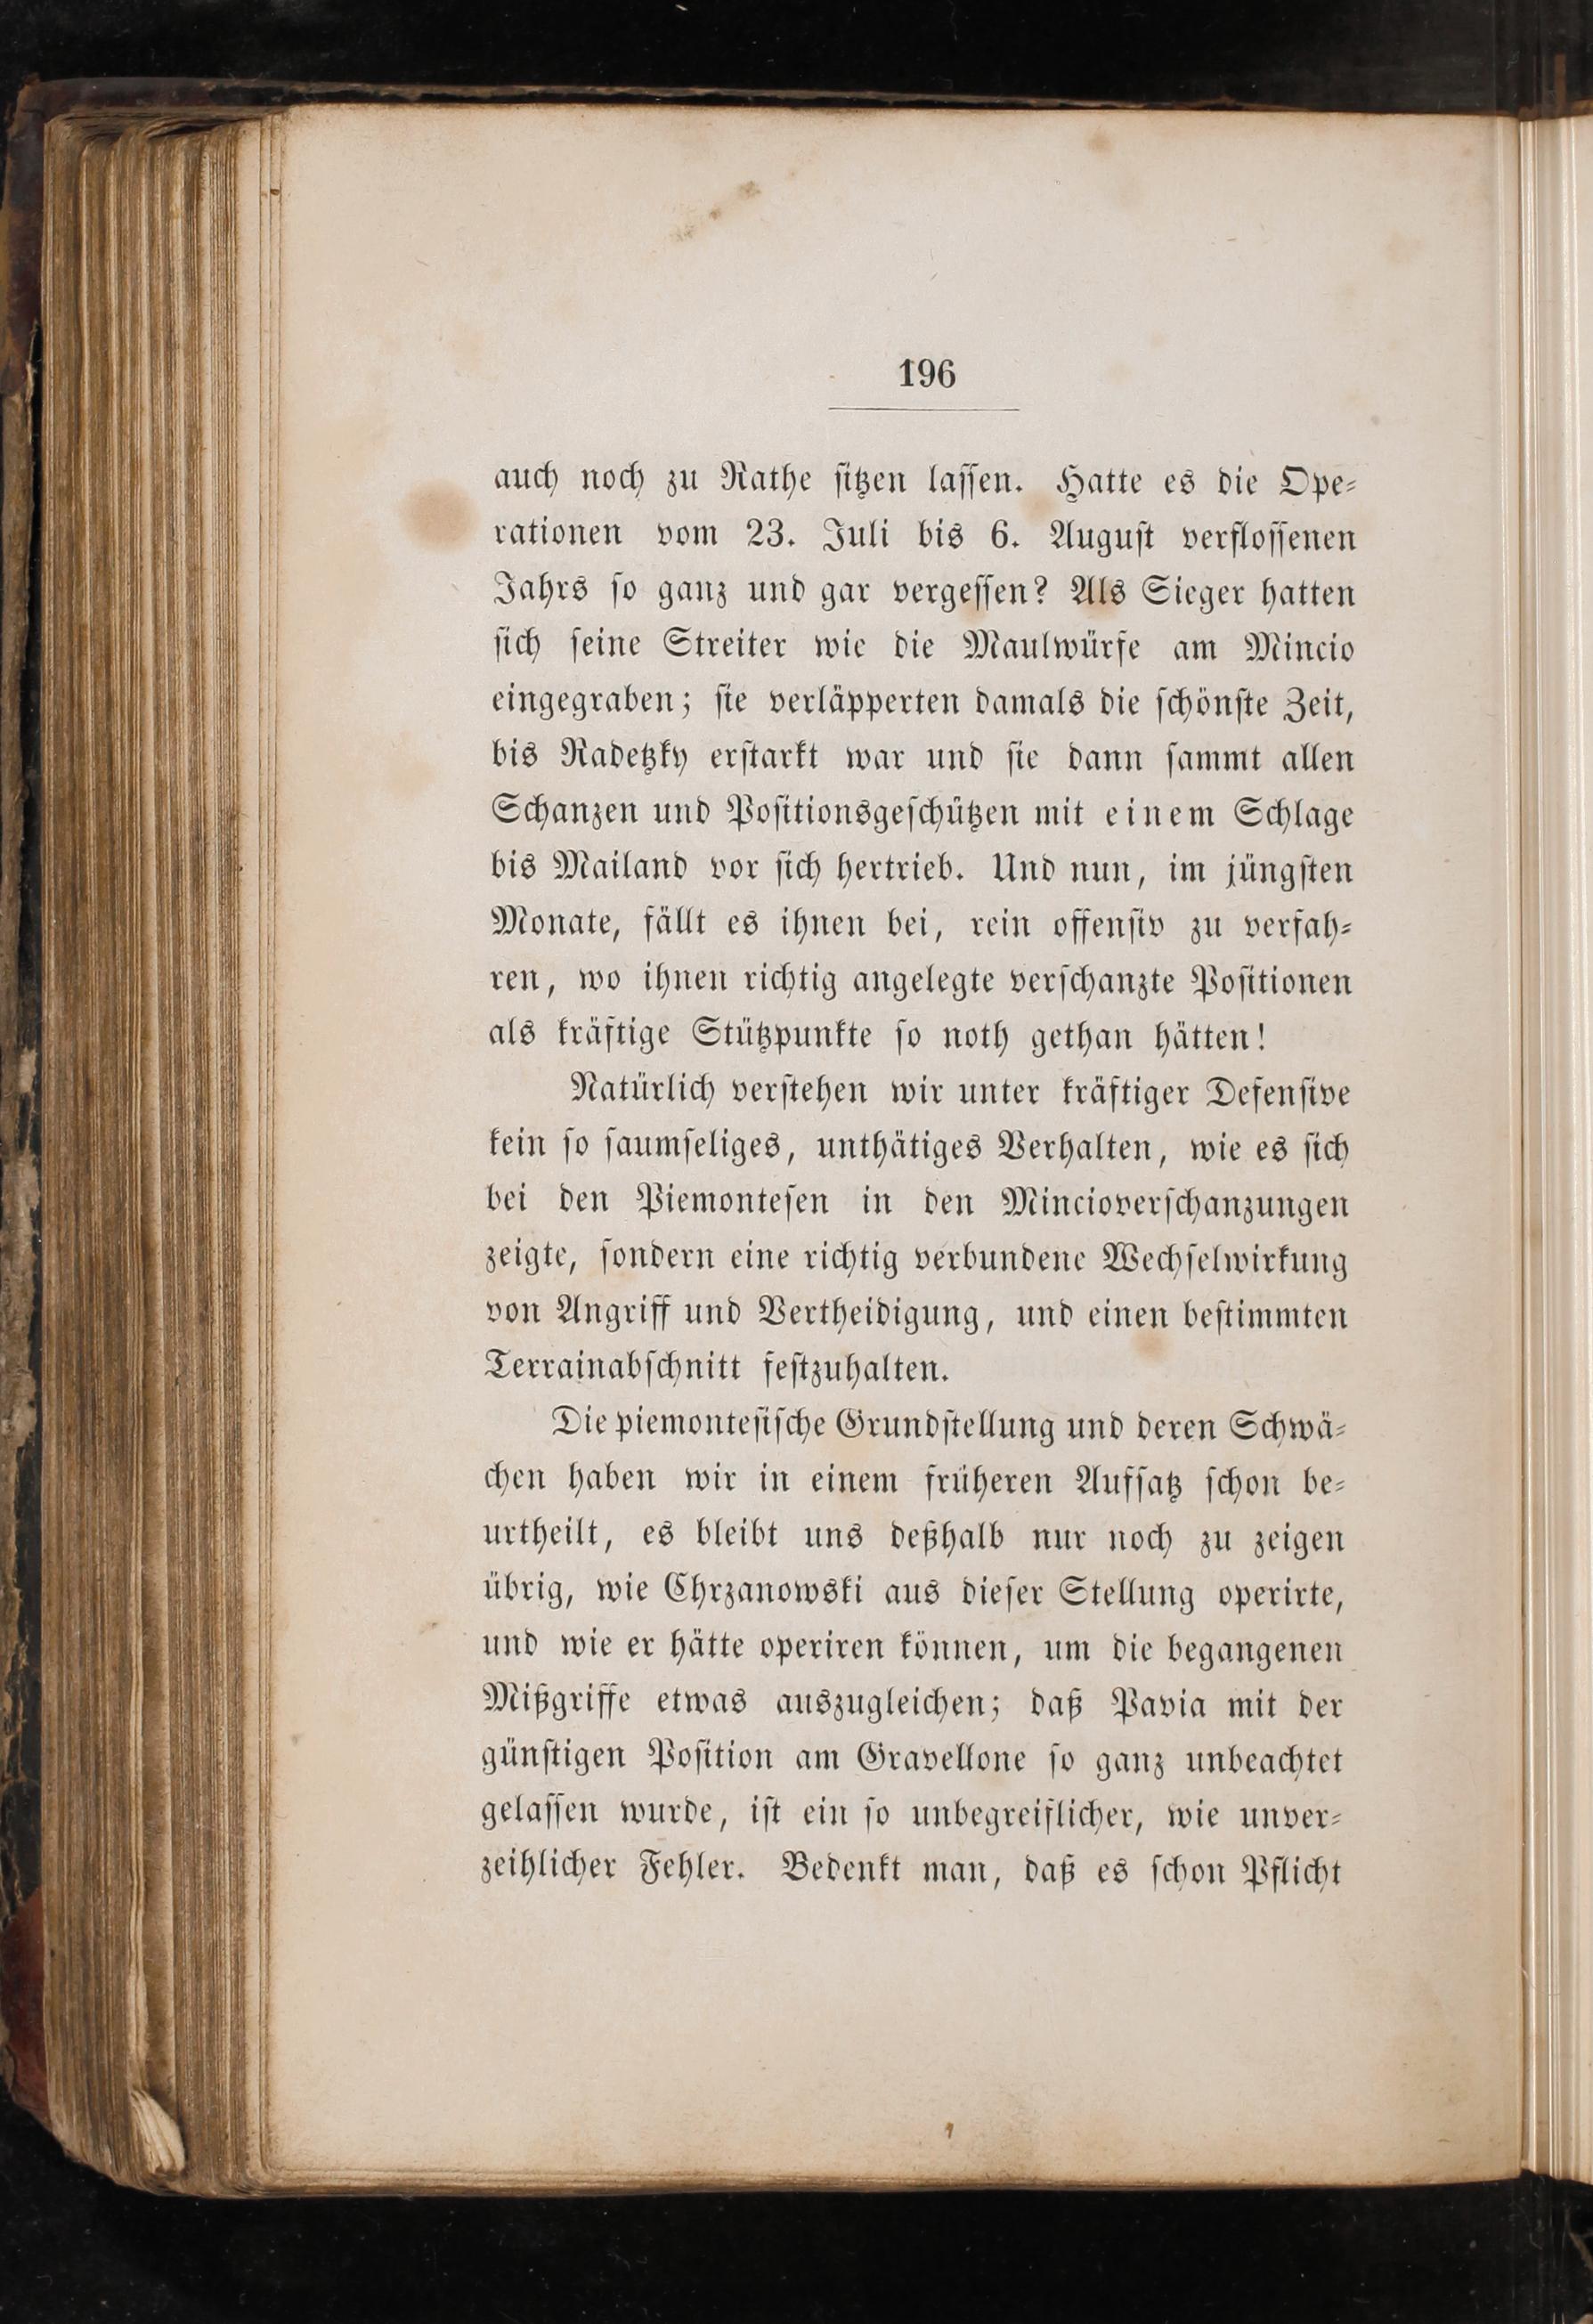 196
auch noch zu Rathe ſitzen laſſen. Hatte es die Ope⸗
rationen vom 23. Juli bis 6. Auguſt verfloſſenen
Jahrs ſo ganz und gar vergeſſen? Als Sieger hatten
ſich ſeine Streiter wie die Maulwürfe am Mincio
eingegraben; ſie verläpperten damals die ſchönſte Zeit,
bis Radetzky erſtarkt war und ſie dann ſammt allen
Schanzen und Poſitionsgeſchützen mit einem Schlage
bis Mailand vor ſich hertrieb. Und nun, im jüngſten
Monate, fällt es ihnen bei, rein offenſiv zu verfah⸗
ren, wo ihnen richtig angelegte verſchanzte Poſitionen
als kräftige Stützpunkte ſo noth gethan hätten!
Natürlich verſtehen wir unter kräftiger Defenſive
kein ſo ſaumſeliges, unthätiges Verhalten, wie es ſich
bei den Piemonteſen in den Mincioverſchanzungen
zeigte, ſondern eine richtig verbundene Wechſelwirkung
von Angriff und Vertheidigung, und einen beſtimmten
Terrainabſchnitt feſtzuhalten.
Die piemonteſiſche Grundſtellung und deren Schwä⸗
chen haben wir in einem früheren Aufſatz ſchon be⸗
urtheilt, es bleibt uns deßhalb nur noch zu zeigen
übrig, wie Chrzanowski aus dieſer Stellung operirte,
und wie er hätte operiren können, um die begangenen
Mißgriffe etwas auszugleichen; daß Pavia mit der
günſtigen Poſition am Gravellone ſo ganz unbeachtet
gelaſſen wurde, iſt ein ſo unbegreiflicher, wie unver⸗
zeihlicher Fehler. Bedenkt man, daß es ſchon Pflicht